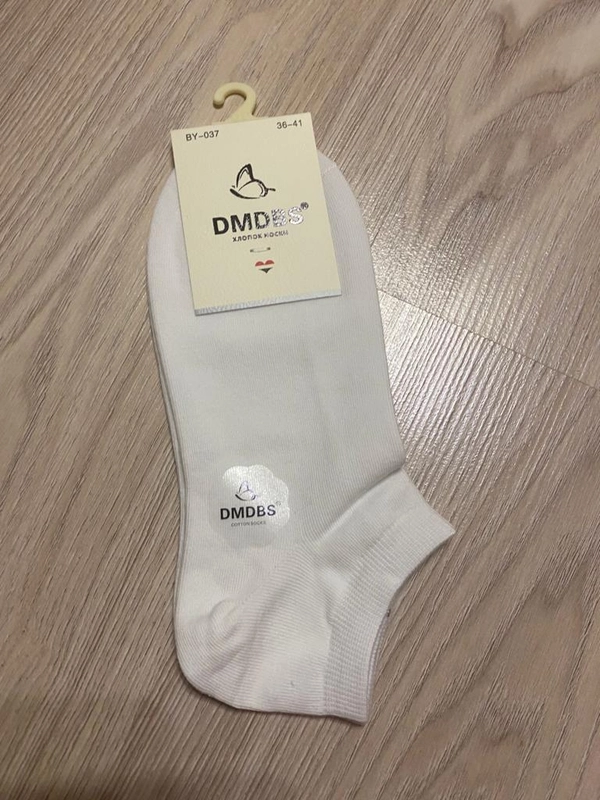 BY-037 36-41
DMDBS®
ХЛОПОК НОСКИ
DMDBS®
COTTON SOCKS